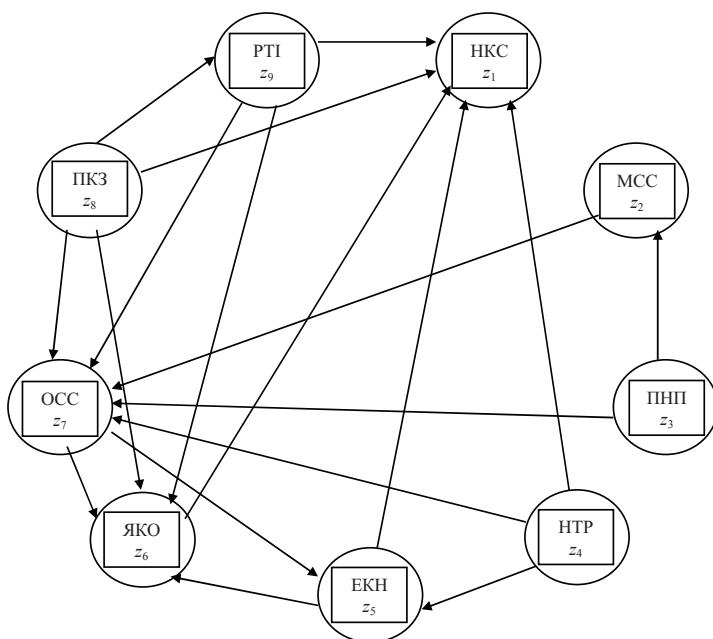 РТІ
z9
НКС
z1
ПКЗ
z8
МСС
z2
ОСС
z7
ПНП
z3
ЯКО
z6
НТР
z4
ЕКН
z5